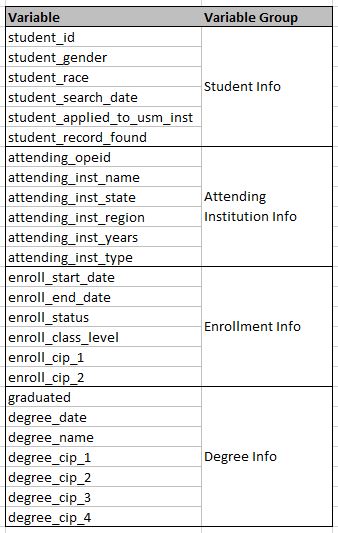 Variable Variable Group
student_id
student_gender
student_race
student_search_date
Student Info
student_applied_to_usm_inst
student_record_found
attending_opeid
attending_inst_name
attending_inst_state
Attending
attending_inst_region
Institution Info
attending_inst_years
attending_inst_type
enroll_start_date
enroll_end_date
enroll_status
Enrollment Info
enroll_class_level
enroll_cip_1
enroll_cip_2
graduated
degree_date
degree_name
degree_cip_1 Degree Info
degree_cip_2
degree_cip_3
degree_cip_4